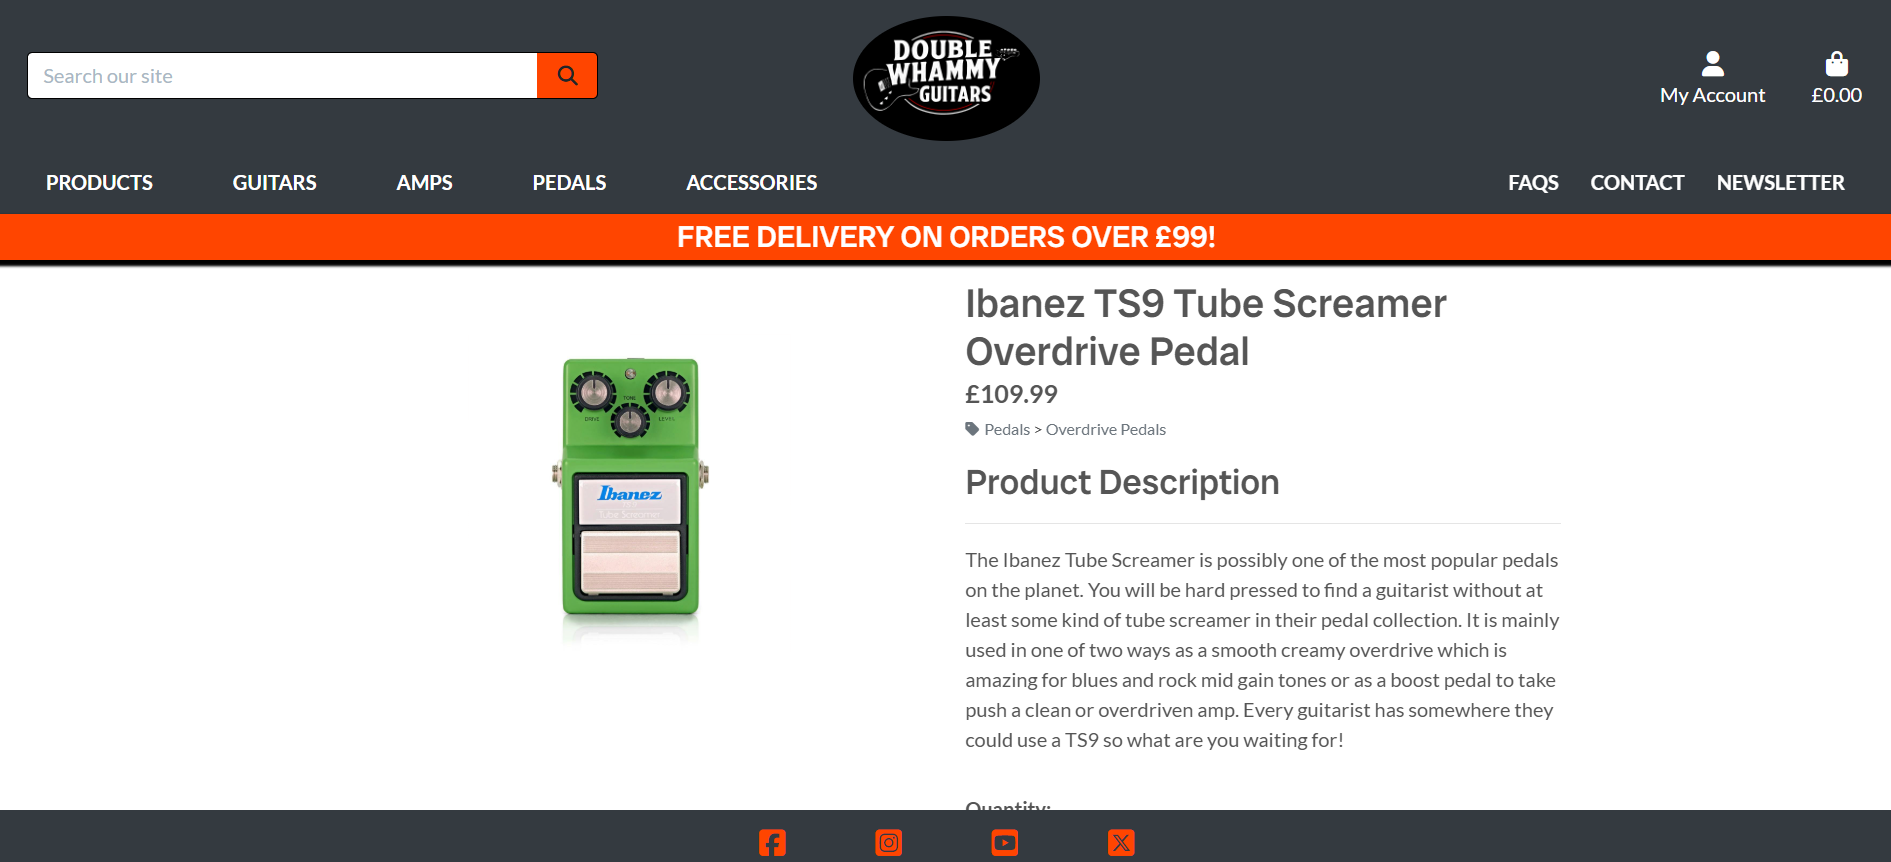 Search our site
DOUBLE
WHAMMY
GUITARS
My Account
£0.00
PRODUCTS
GUITARS
AMPS
PEDALS
ACCESSORIES
FAQS
CONTACT
NEWSLETTER
FREE DELIVERY ON ORDERS OVER £99!
TONE
DRIVE
LEVEL
Ibanez
Tube Screamer
Ibanez TS9 Tube Screamer
Overdrive Pedal
£109.99
Pedals > Overdrive Pedals
Product Description
The Ibanez Tube Screamer is possibly one of the most popular pedals
on the planet. You will be hard pressed to find a guitarist without at
least some kind of tube screamer in their pedal collection. It is mainly
used in one of two ways as a smooth creamy overdrive which is
amazing for blues and rock mid gain tones or as a boost pedal to take
push a clean or overdriven amp. Every guitarist has somewhere they
could use a TS9 so what are you waiting for!
Quantity: